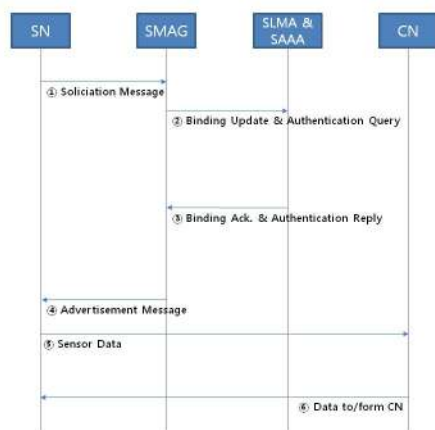 SN
SMAG
SLMA &
SAAA
CN
① Soliciation Message
② Binding Update & Authentication Query
③ Binding Ack. & Authentication Reply
④ Advertisement Message
⑤ Sensor Data
⑥ Data to/form CN